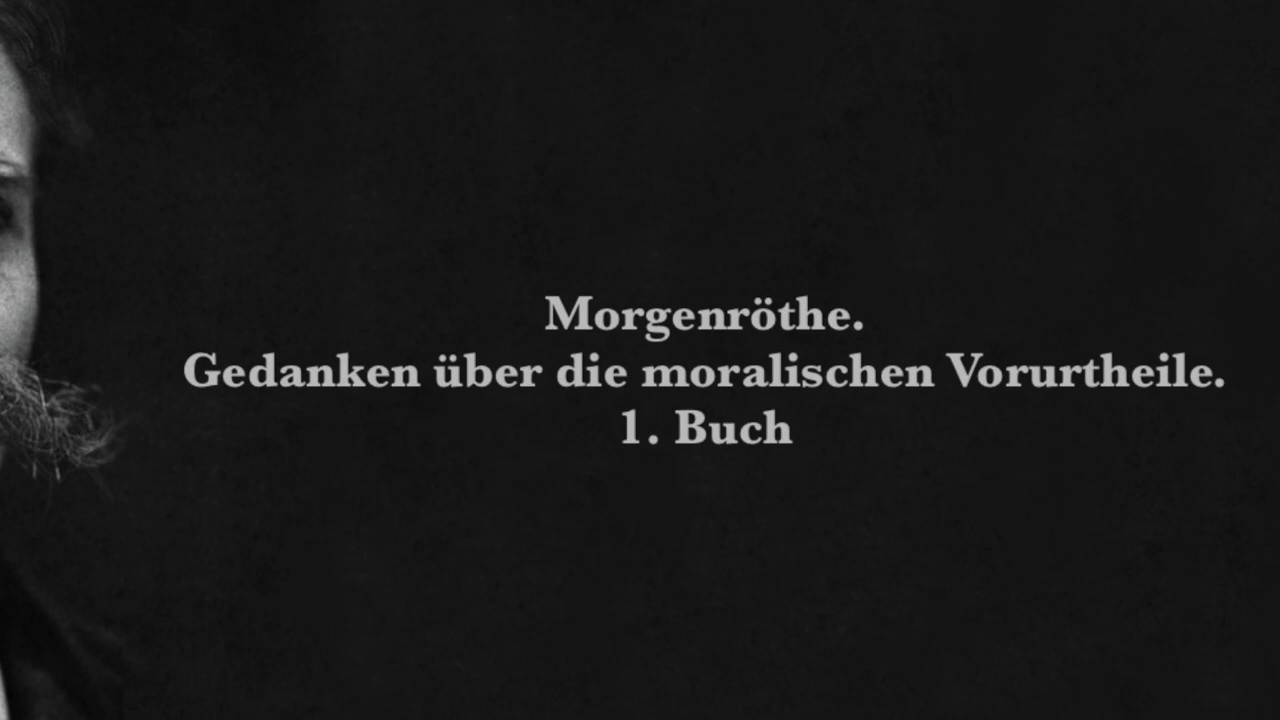 Morgenröthe.
Gedanken über die moralischen Vorurtheile.
1. Buch